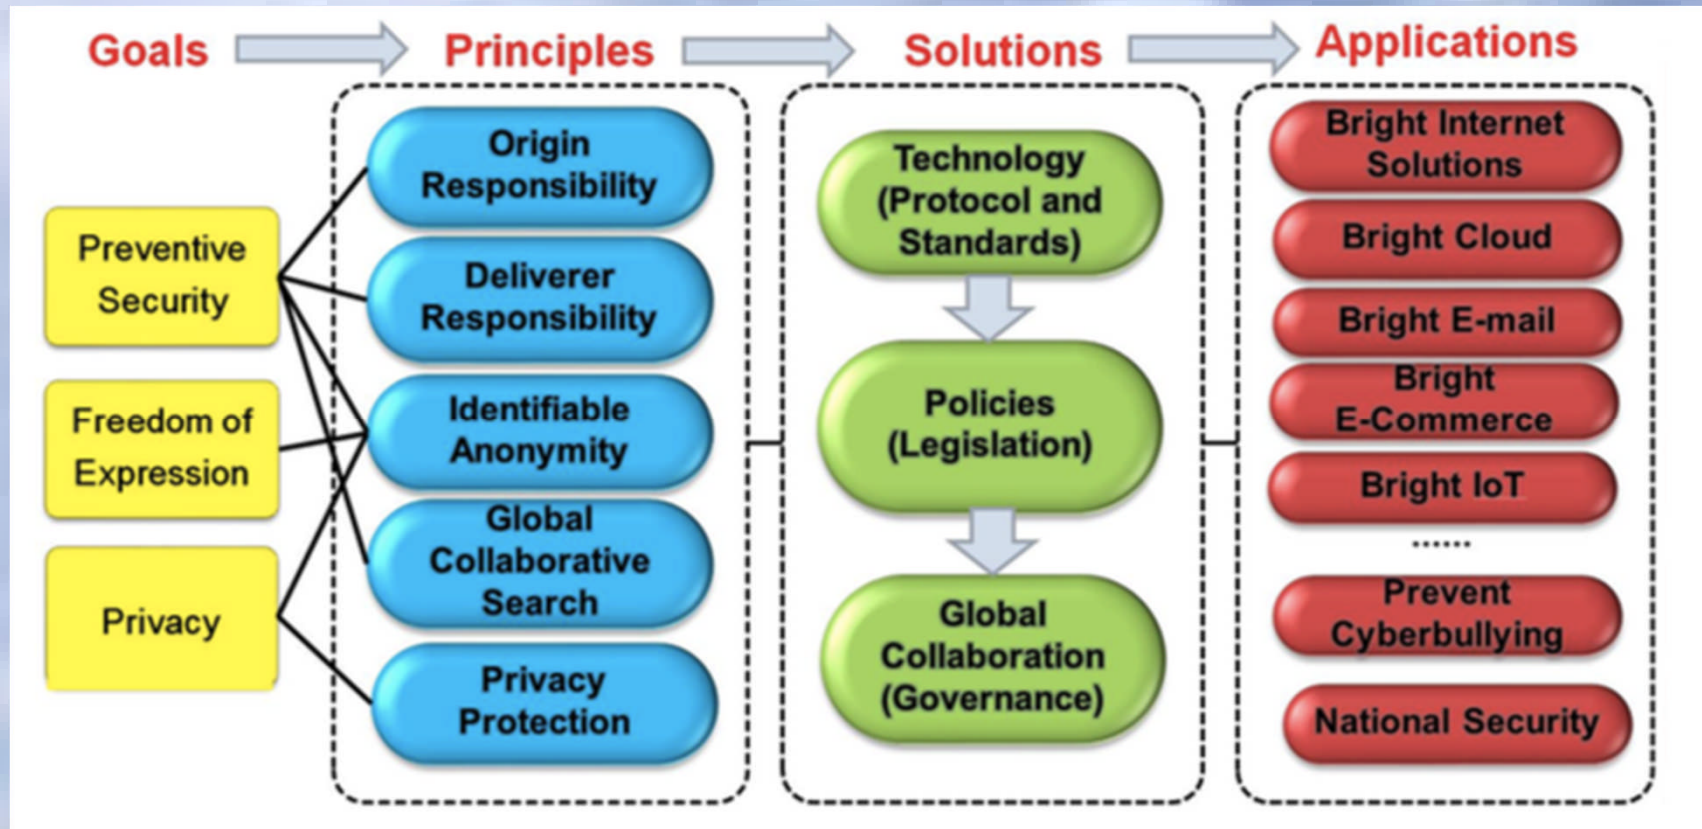 Goals
Principles
Solutions
Applications
Preventive
Security
Freedom of
Expression
Privacy
Origin
Responsibility
Deliverer
Responsibility
Identifiable
Anonymity
Global
Collaborative
Search
Privacy
Protection
Technology
(Protocol and
Standards)
Policies
(Legislation)
Global
Collaboration
(Governance)
Bright Internet
Solutions
Bright Cloud
Bright E-mail
Bright
E-Commerce
Bright IoT
......
Prevent
Cyberbullying
National Security